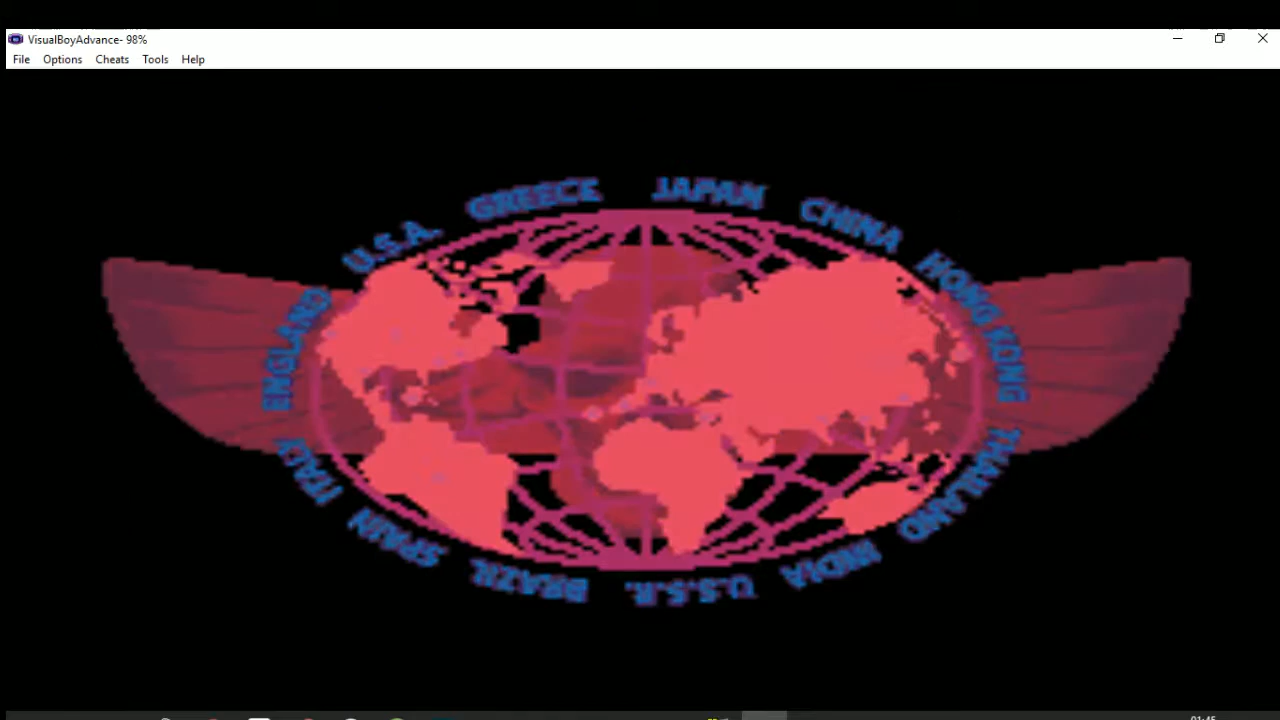 VisualBoyAdvance- 98%
File Options Cheats Tools Help
GREECE
JAPAN
U.S.A.
CHINA
HONG KONG
ENGLAND
THAILAND
ITALY
SPAIN
INDIA
BRAZIL
U.S.S.R.